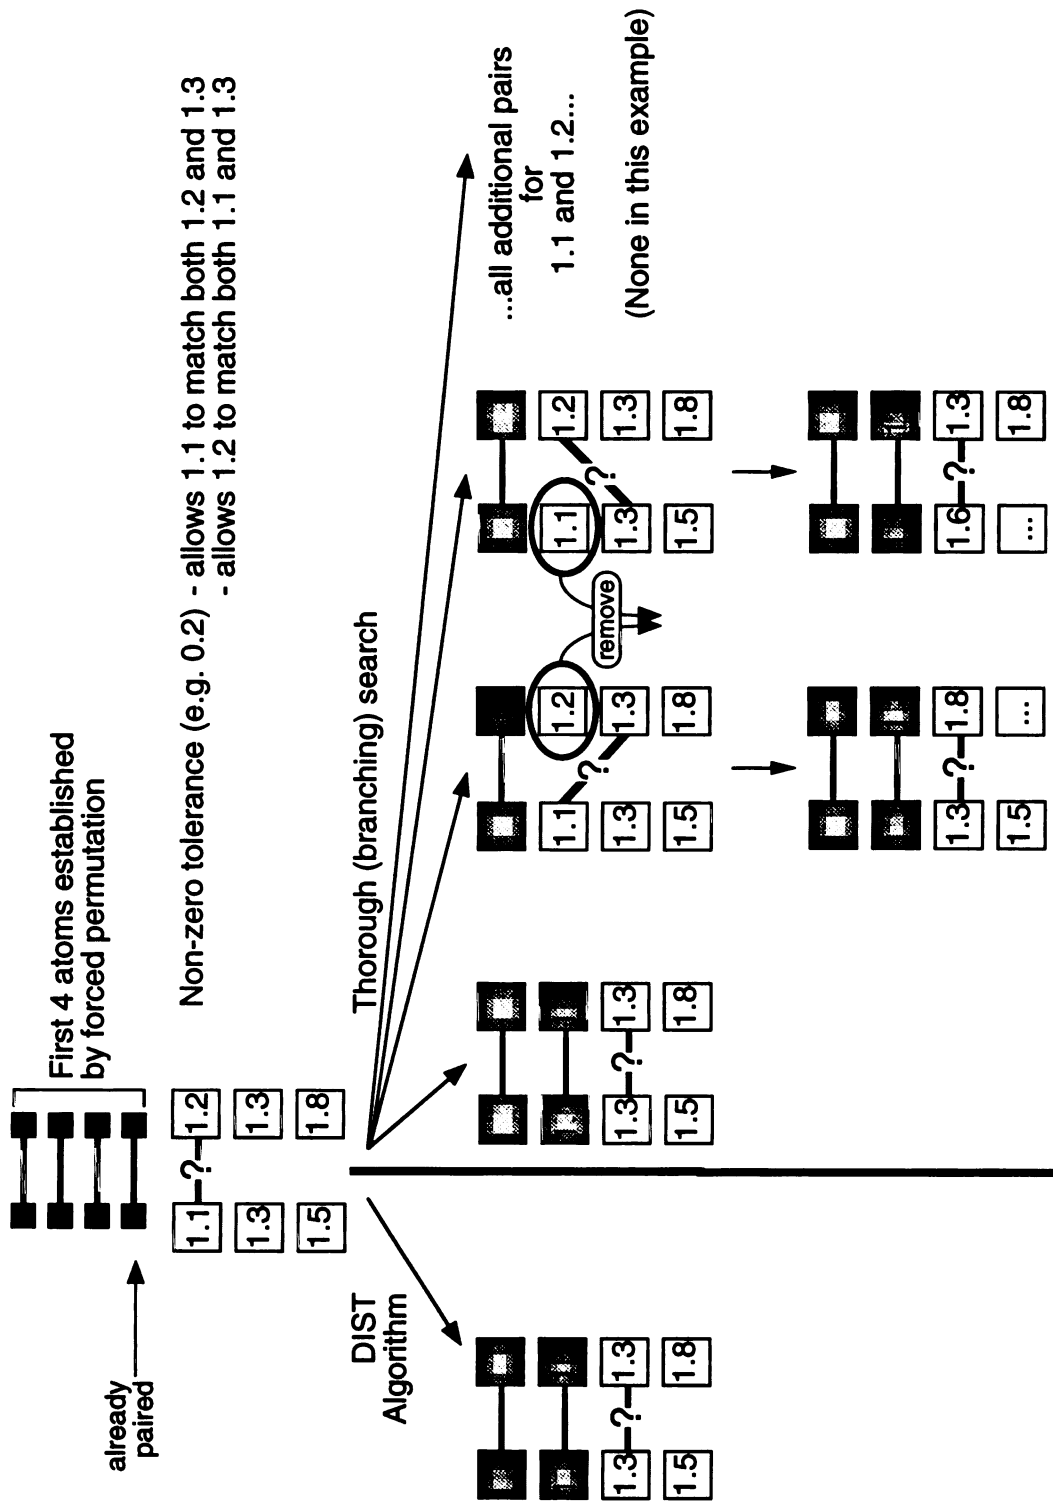 First 4 atoms established
by forced permutation
already
paired
1.1 ? 1.2
1.3 1.3
1.5 1.8
Non-zero tolerance (e.g. 0.2) - allows 1.1 to match both 1.2 and 1.3
- allows 1.2 to match both 1.1 and 1.3
DIST
Algorithm
Thorough (branching) search
1.3 ? 1.3
1.5 1.8
1.3 ? 1.3
1.5 1.8
1.1 1.2
?
1.3 1.3
1.5 1.8
remove
1.1 1.2
?
1.3 1.3
1.5 1.8
...all additional pairs
for
1.1 and 1.2...
(None in this example)
1.3 ? 1.8
1.5 ...
1.6 ? 1.3
... 1.8